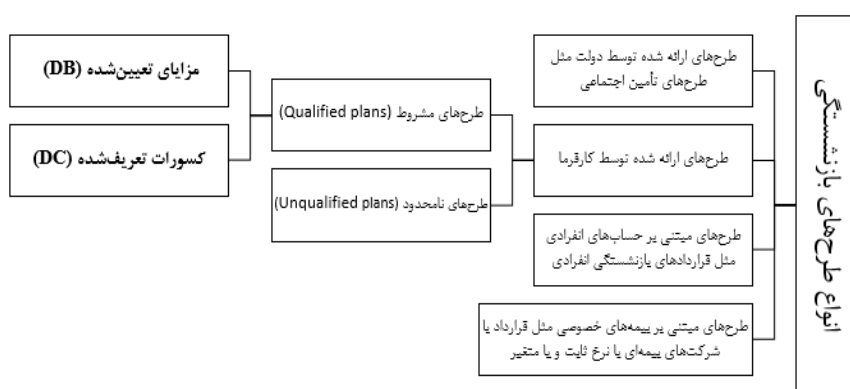 انواع طرح‌های بازنشستگی
طرح‌های ارائه شده توسط دولت مثل
طرح‌های تأمین اجتماعی
طرح‌های ارائه شده توسط کارفرما
طرح‌های مبتنی بر حساب‌های انفرادی
مثل قراردادهای بازنشستگی انفرادی
طرح‌های مبتنی بر بیمه‌های خصوصی مثل قرارداد با
شرکت‌های بیمه‌ای با نرخ ثابت و یا متغیر
طرح‌های مشروط (Qualified plans)
طرح‌های نامحدود (Unqualified plans)
مزایای تعیین‌شده (DB)
کسورات تعریف‌شده (DC)